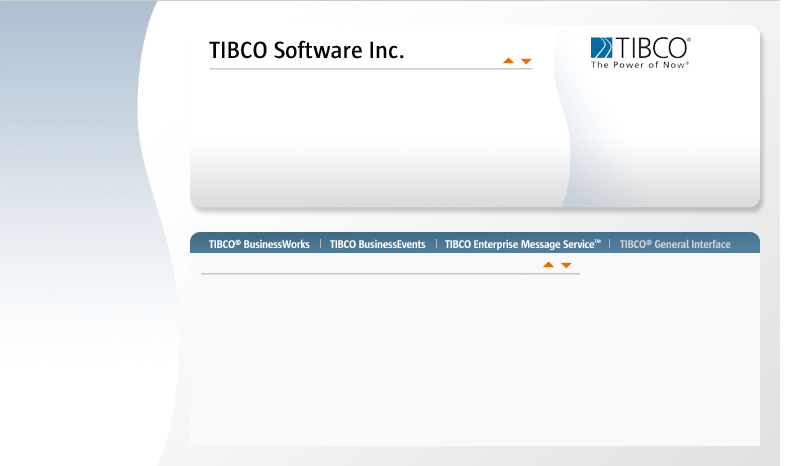 TIBCO Software Inc.
TIBCO®
The Power of Now®
TIBCO® BusinessWorks | TIBCO BusinessEvents | TIBCO Enterprise Message Service™ | TIBCO® General Interface